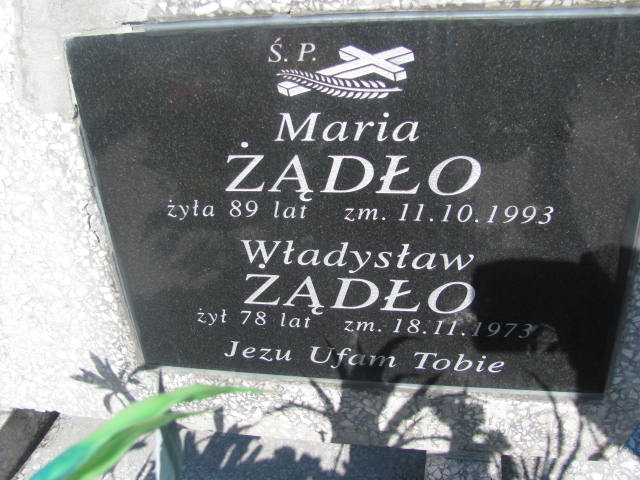 Ś. P.
Maria
ŻĄDŁO
żyła 89 lat zm. 11.10.1993
Władysław
ŻĄDŁO
żył 78 lat zm. 18.11.1973
Jezu Ufam Tobie